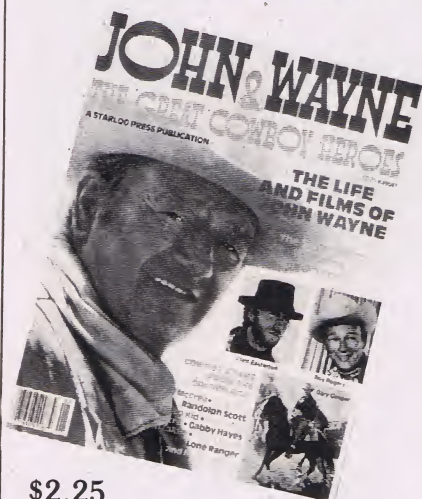 JOHN & WAYNE
THE GREAT COWBOY HEROES
A STARLOG PRESS PUBLICATION
THE LIFE
AND FILMS OF
JOHN WAYNE
Clint Eastwood
Roy Rogers
Gary Cooper
McCrea •
Randolph Scott
Kid •
• Gabby Hayes
Lone Ranger
$2.25